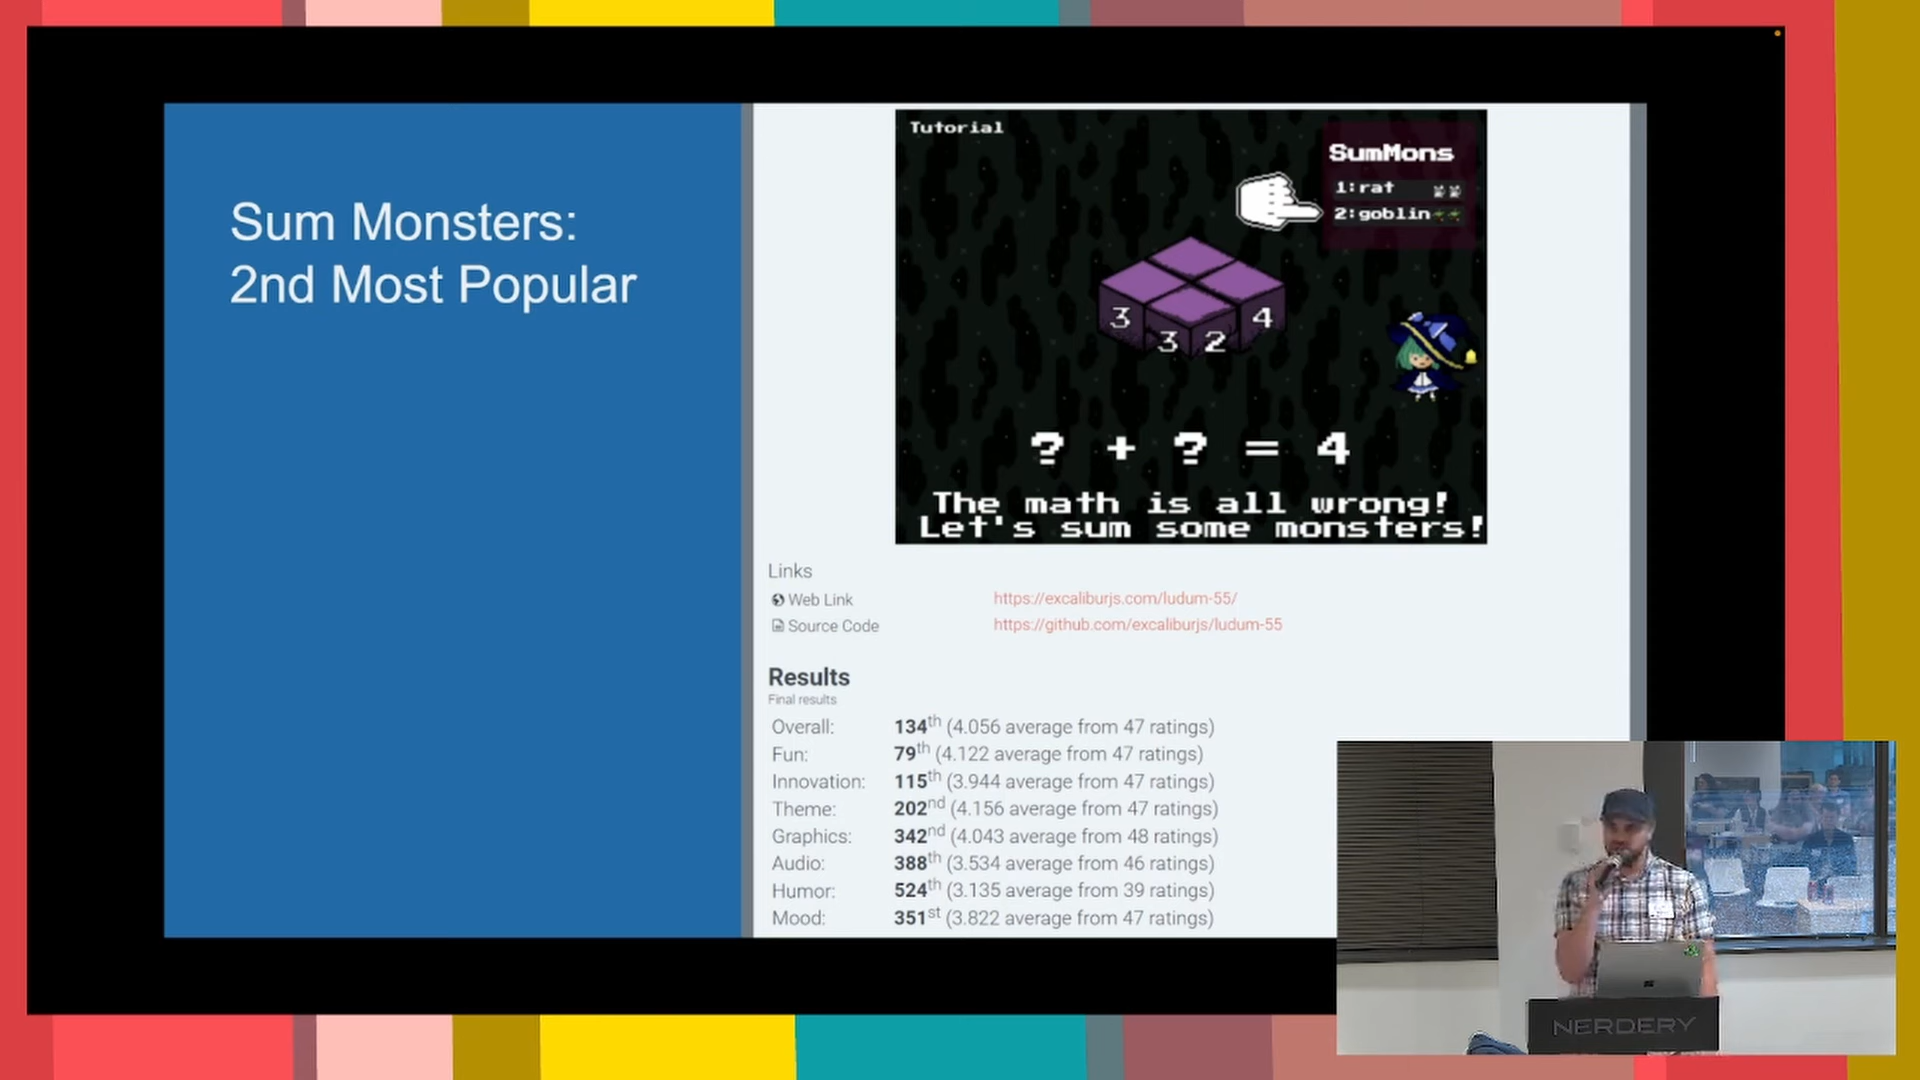 Sum Monsters:
2nd Most Popular
Tutorial
SumMons
1:rat
2:goblin
3
3
2
4
? + ? = 4
The math is all wrong!
Let's sum some monsters!
Links
Web Link https://excaliburjs.com/ludum-55/
Source Code https://github.com/excaliburjs/ludum-55
Results
Final results
Overall: 134th (4.056 average from 47 ratings)
Fun: 79th (4.122 average from 47 ratings)
Innovation: 115th (3.944 average from 47 ratings)
Theme: 202nd (4.156 average from 47 ratings)
Graphics: 342nd (4.043 average from 48 ratings)
Audio: 388th (3.534 average from 46 ratings)
Humor: 524th (3.135 average from 39 ratings)
Mood: 351st (3.822 average from 47 ratings)
NERDERY